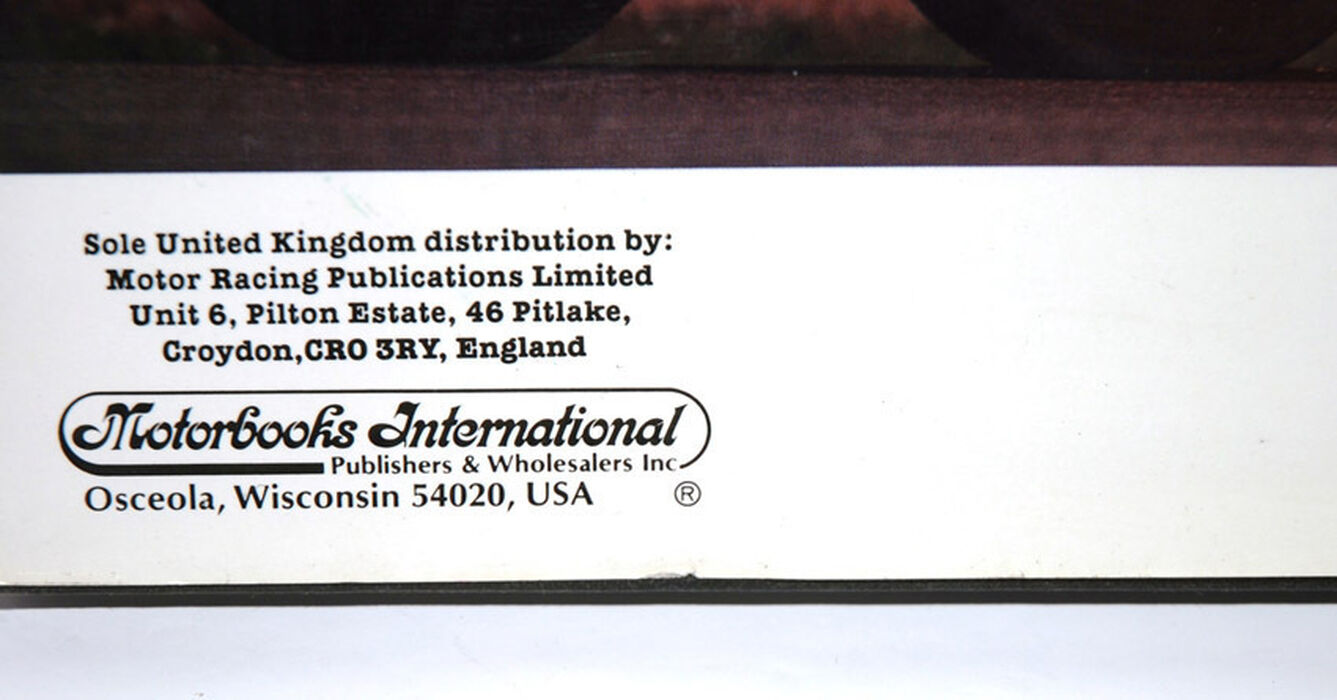 Sole United Kingdom distribution by:
Motor Racing Publications Limited
Unit 6, Pilton Estate, 46 Pitlake,
Croydon,CRO 3RY, England
Motorbooks International
Publishers & Wholesalers Inc
Osceola, Wisconsin 54020, USA ®